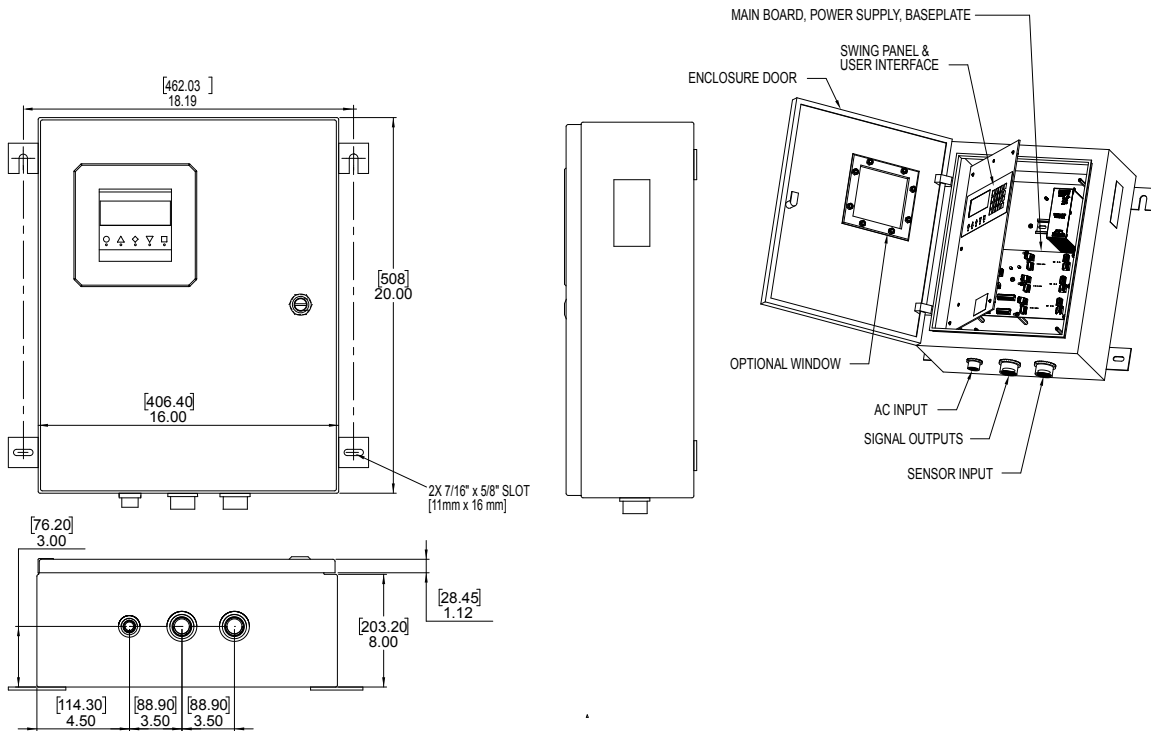 MAIN BOARD, POWER SUPPLY, BASEPLATE
SWING PANEL &
USER INTERFACE
ENCLOSURE DOOR
[462.03 ]
18.19
[508]
20.00
OPTIONAL WINDOW
[406.40]
16.00
AC INPUT
SIGNAL OUTPUTS
SENSOR INPUT
2X 7/16" x 5/8" SLOT
[11mm x 16 mm]
[76.20]
3.00
[28.45]
1.12
[203.20]
8.00
[114.30]
4.50
[88.90]
3.50
[88.90]
3.50